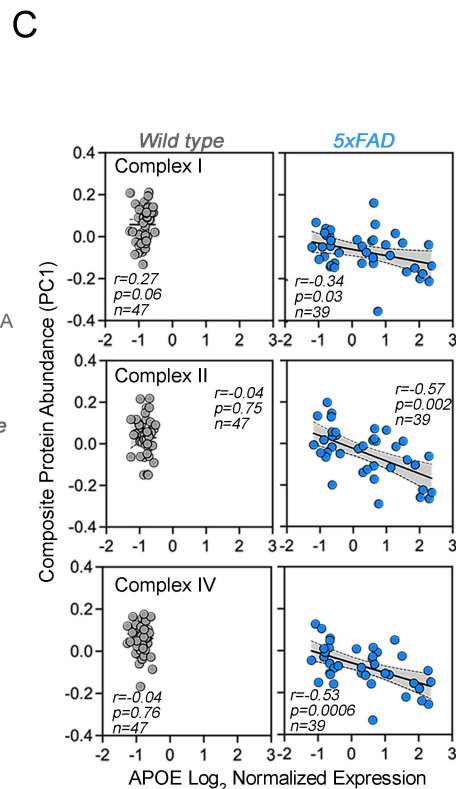 C
Wild type 5xFAD
Composite Protein Abundance (PC1)
A
e
0.4
0.2
0.0
-0.2
-0.4
Complex I
r=0.27
p=0.06
n=47
r=-0.34
p=0.03
n=39
-2 -1 0 1 2 3 -2 -1 0 1 2 3
0.4
0.2
0.0
-0.2
-0.4
Complex II
r=-0.04
p=0.75
n=47
r=-0.57
p=0.002
n=39
-2 -1 0 1 2 3 -2 -1 0 1 2 3
0.4
0.2
0.0
-0.2
-0.4
Complex IV
r=-0.04
p=0.76
n=47
r=-0.53
p=0.0006
n=39
-2 -1 0 1 2 3 -2 -1 0 1 2 3
APOE Log₂ Normalized Expression